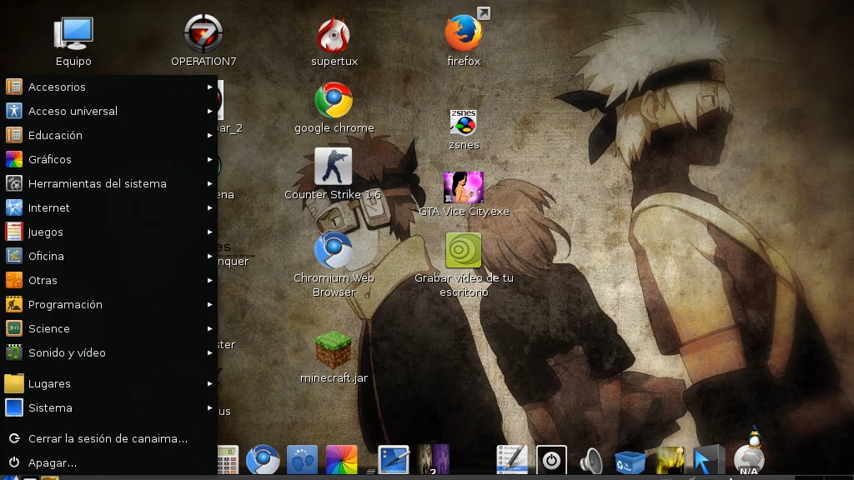 Equipo
OPERATION7
supertux
firefox
google chrome
zsnes
zsnes
Counter Strike 1.6
GTA Vice City.exe
Chromium Web
Browser
Grabar vídeo de tu
escritorio
minecraft.jar
Accesorios
Acceso universal
Educación
Gráficos
Herramientas del sistema
Internet
Juegos
Oficina
Otras
Programación
Science
Sonido y vídeo
Lugares
Sistema
Cerrar la sesión de canaima...
Apagar...
N/A